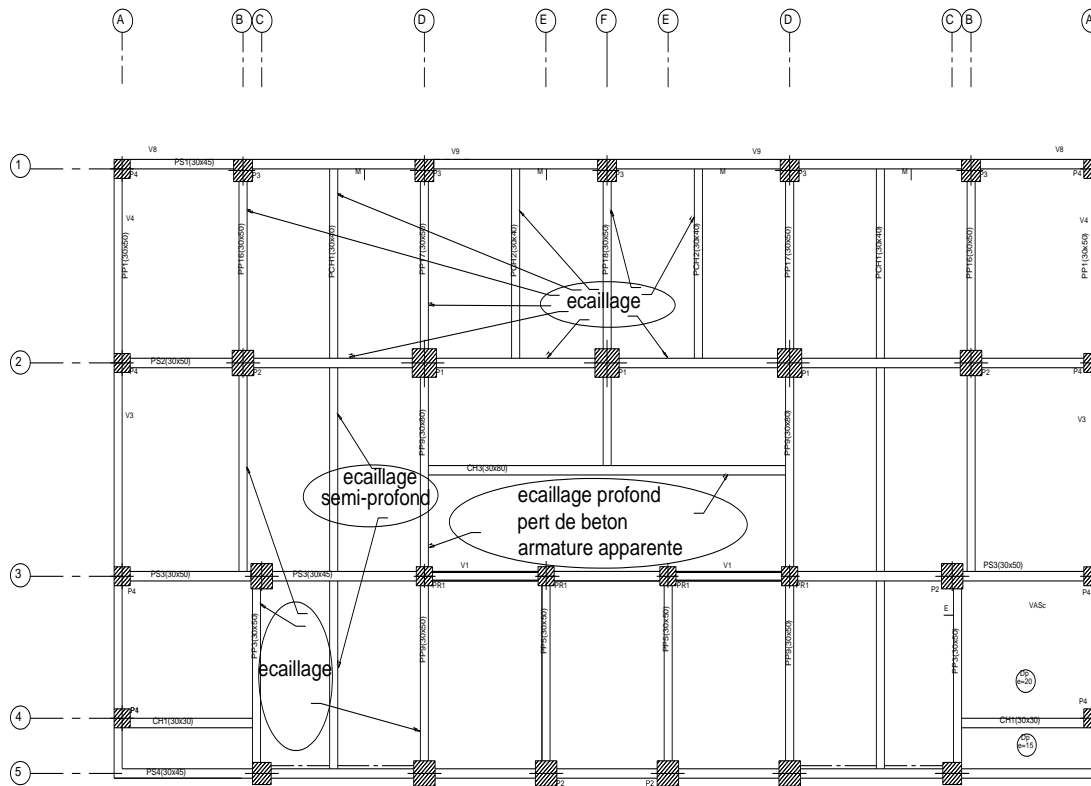 A B C D E F E D C B A
V8 V9 V9 V8
1
PS1(30x45) M M M M
P4 P3 P3 P3 P3 P3 P4
V4 V4
PP1(30x50) PP16(30x50) PCH1(30x40) PP17(30x50) PCH2(30x40) PP18(30x50) PCH2(30x40) PP17(30x50) PCH1(30x40) PP16(30x50) PP1(30x50)
ecaillage
2
PS2(30x50)
P4 P2 P1 P1 P1 P2 P4
V3 V3
PP9(30x80) PP9(30x80)
CH3(30x80)
ecaillage
semi-profond
ecaillage profond
pert de beton
armature apparente
3
PS3(30x50) PS3(30x45) V1 V1 PS3(30x50)
P4 PR1 PR1 PR1 PR1 P2 P4
E VASc
PP3(30x50) PP9(30x50) PP5(30x50) PP5(30x50) PP9(30x50) PP3(30x50)
ecaillage
Dp
e=20
4
P4 P4
CH1(30x30) CH1(30x30)
Dp
e=15
5
PS4(30x45)
P2 P2